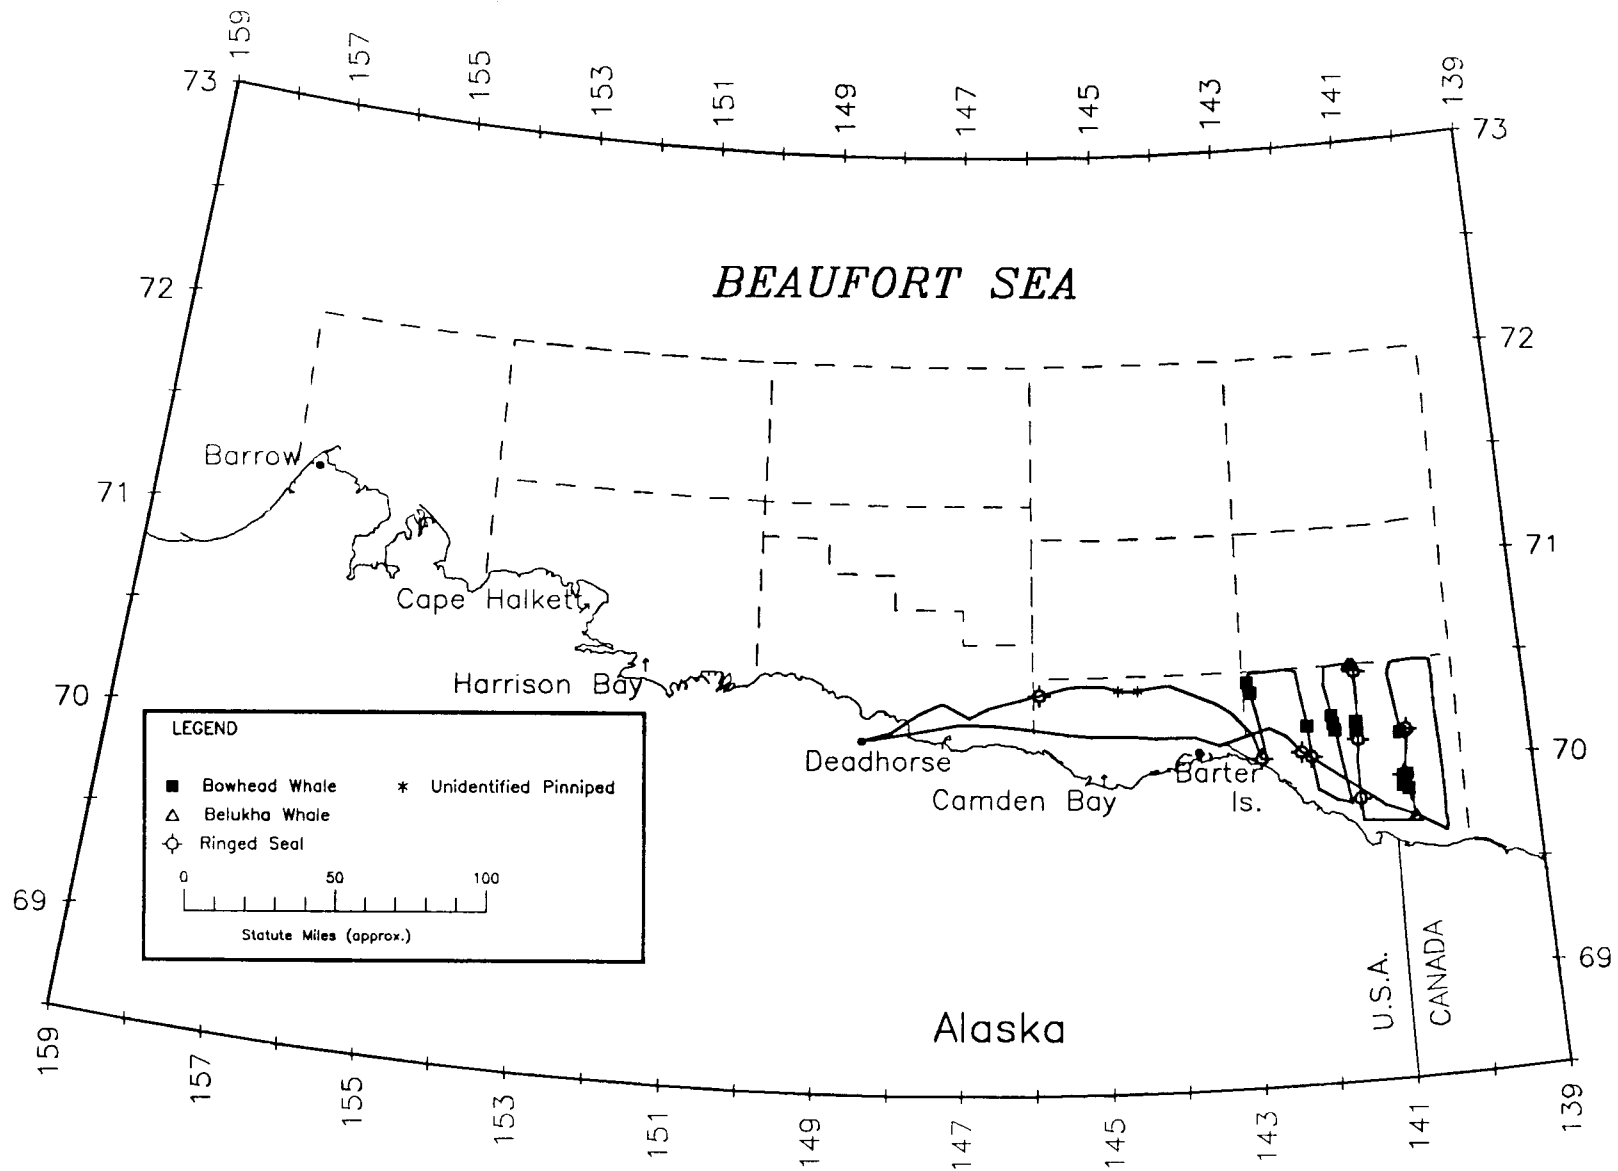 159 157 155 153 151 149 147 145 143 141 139
73 73
BEAUFORT SEA
72 72
Barrow
71 71
Cape Halkett
Harrison Bay
70 70
Deadhorse
Barter
Is.
Camden Bay
LEGEND
Bowhead Whale * Unidentified Pinniped
Belukha Whale
Ringed Seal
0 50 100
Statute Miles (approx.)
69 69
U.S.A.
CANADA
Alaska
159 157 155 153 151 149 147 145 143 141 139